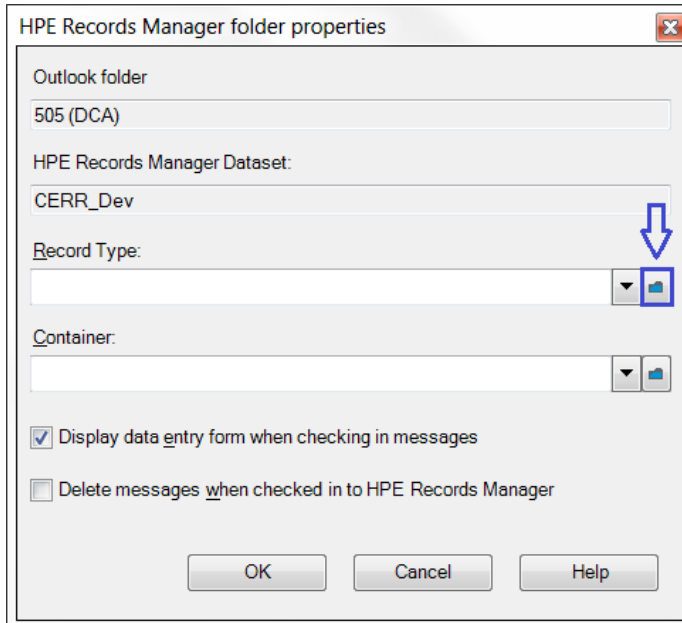 HPE Records Manager folder properties
Outlook folder
505 (DCA)
HPE Records Manager Dataset:
CERR_Dev
Record Type:
Container:
Display data entry form when checking in messages
Delete messages when checked in to HPE Records Manager
OK Cancel Help